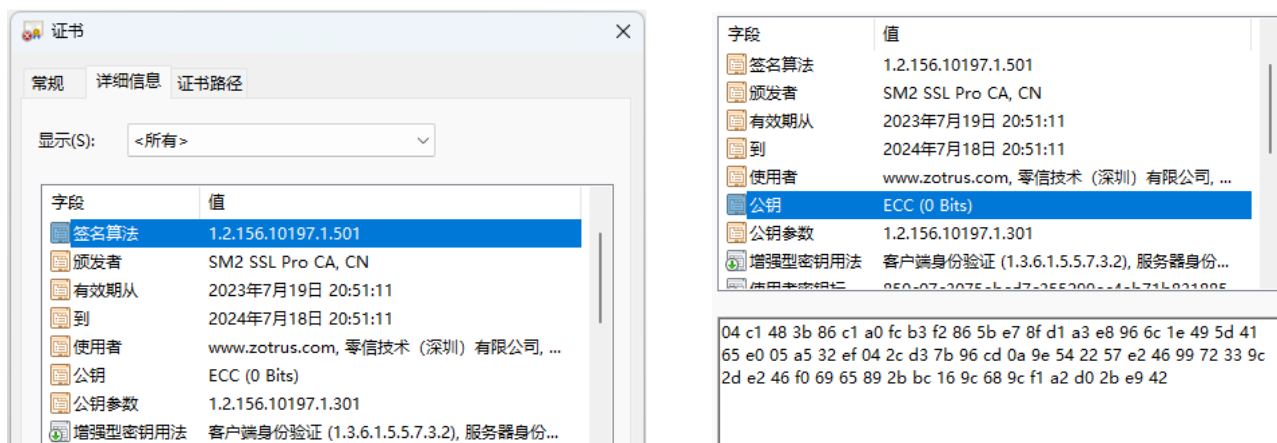 证书
常规 详细信息 证书路径
显示(S): <所有>
字段 值
签名算法 1.2.156.10197.1.501
颁发者 SM2 SSL Pro CA, CN
有效期从 2023年7月19日 20:51:11
到 2024年7月18日 20:51:11
使用者 www.zotrus.com, 零信技术（深圳）有限公司, ...
公钥 ECC (0 Bits)
公钥参数 1.2.156.10197.1.301
增强型密钥用法 客户端身份验证 (1.3.6.1.5.5.7.3.2), 服务器身份...
字段 值
签名算法 1.2.156.10197.1.501
颁发者 SM2 SSL Pro CA, CN
有效期从 2023年7月19日 20:51:11
到 2024年7月18日 20:51:11
使用者 www.zotrus.com, 零信技术（深圳）有限公司, ...
公钥 ECC (0 Bits)
公钥参数 1.2.156.10197.1.301
增强型密钥用法 客户端身份验证 (1.3.6.1.5.5.7.3.2), 服务器身份...
使用者密钥标
04 c1 48 3b 86 c1 a0 fc b3 f2 86 5b e7 8f d1 a3 e8 96 6c 1e 49 5d 41
65 e0 05 a5 32 ef 04 2c d3 7b 96 cd 0a 9e 54 22 57 e2 46 99 72 33 9c
2d e2 46 f0 69 65 89 2b bc 16 9c 68 9c f1 a2 d0 2b e9 42